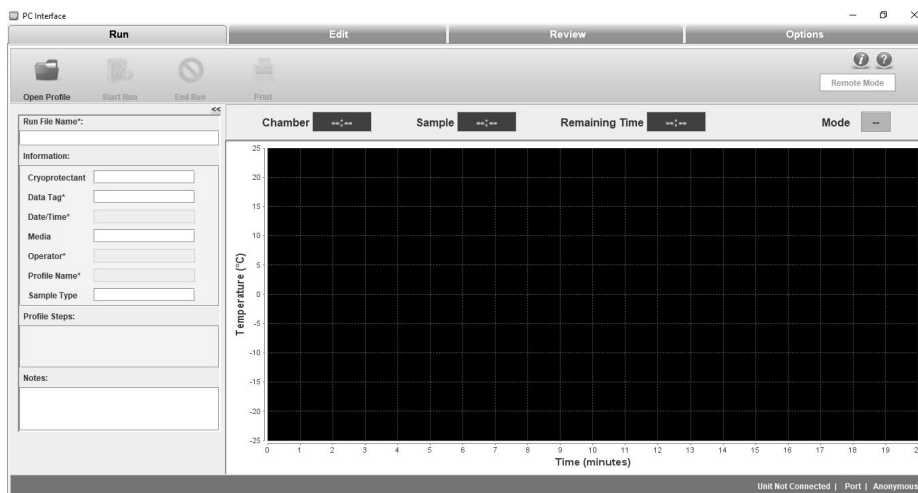 PC Interface
Run Edit Review Options
Open Profile Start Run End Run Print Remote Mode
<<
Run File Name*:
Information:
Cryoprotectant
Data Tag*
Date/Time*
Media
Operator*
Profile Name*
Sample Type
Profile Steps:
Notes:
Chamber --:-- Sample --:-- Remaining Time --:-- Mode --
Temperature (°C)
25
20
15
10
5
0
-5
-10
-15
-20
-25
0 1 2 3 4 5 6 7 8 9 10 11 12 13 14 15 16 17 18 19
Time (minutes)
Unit Not Connected | Port | Anonymous